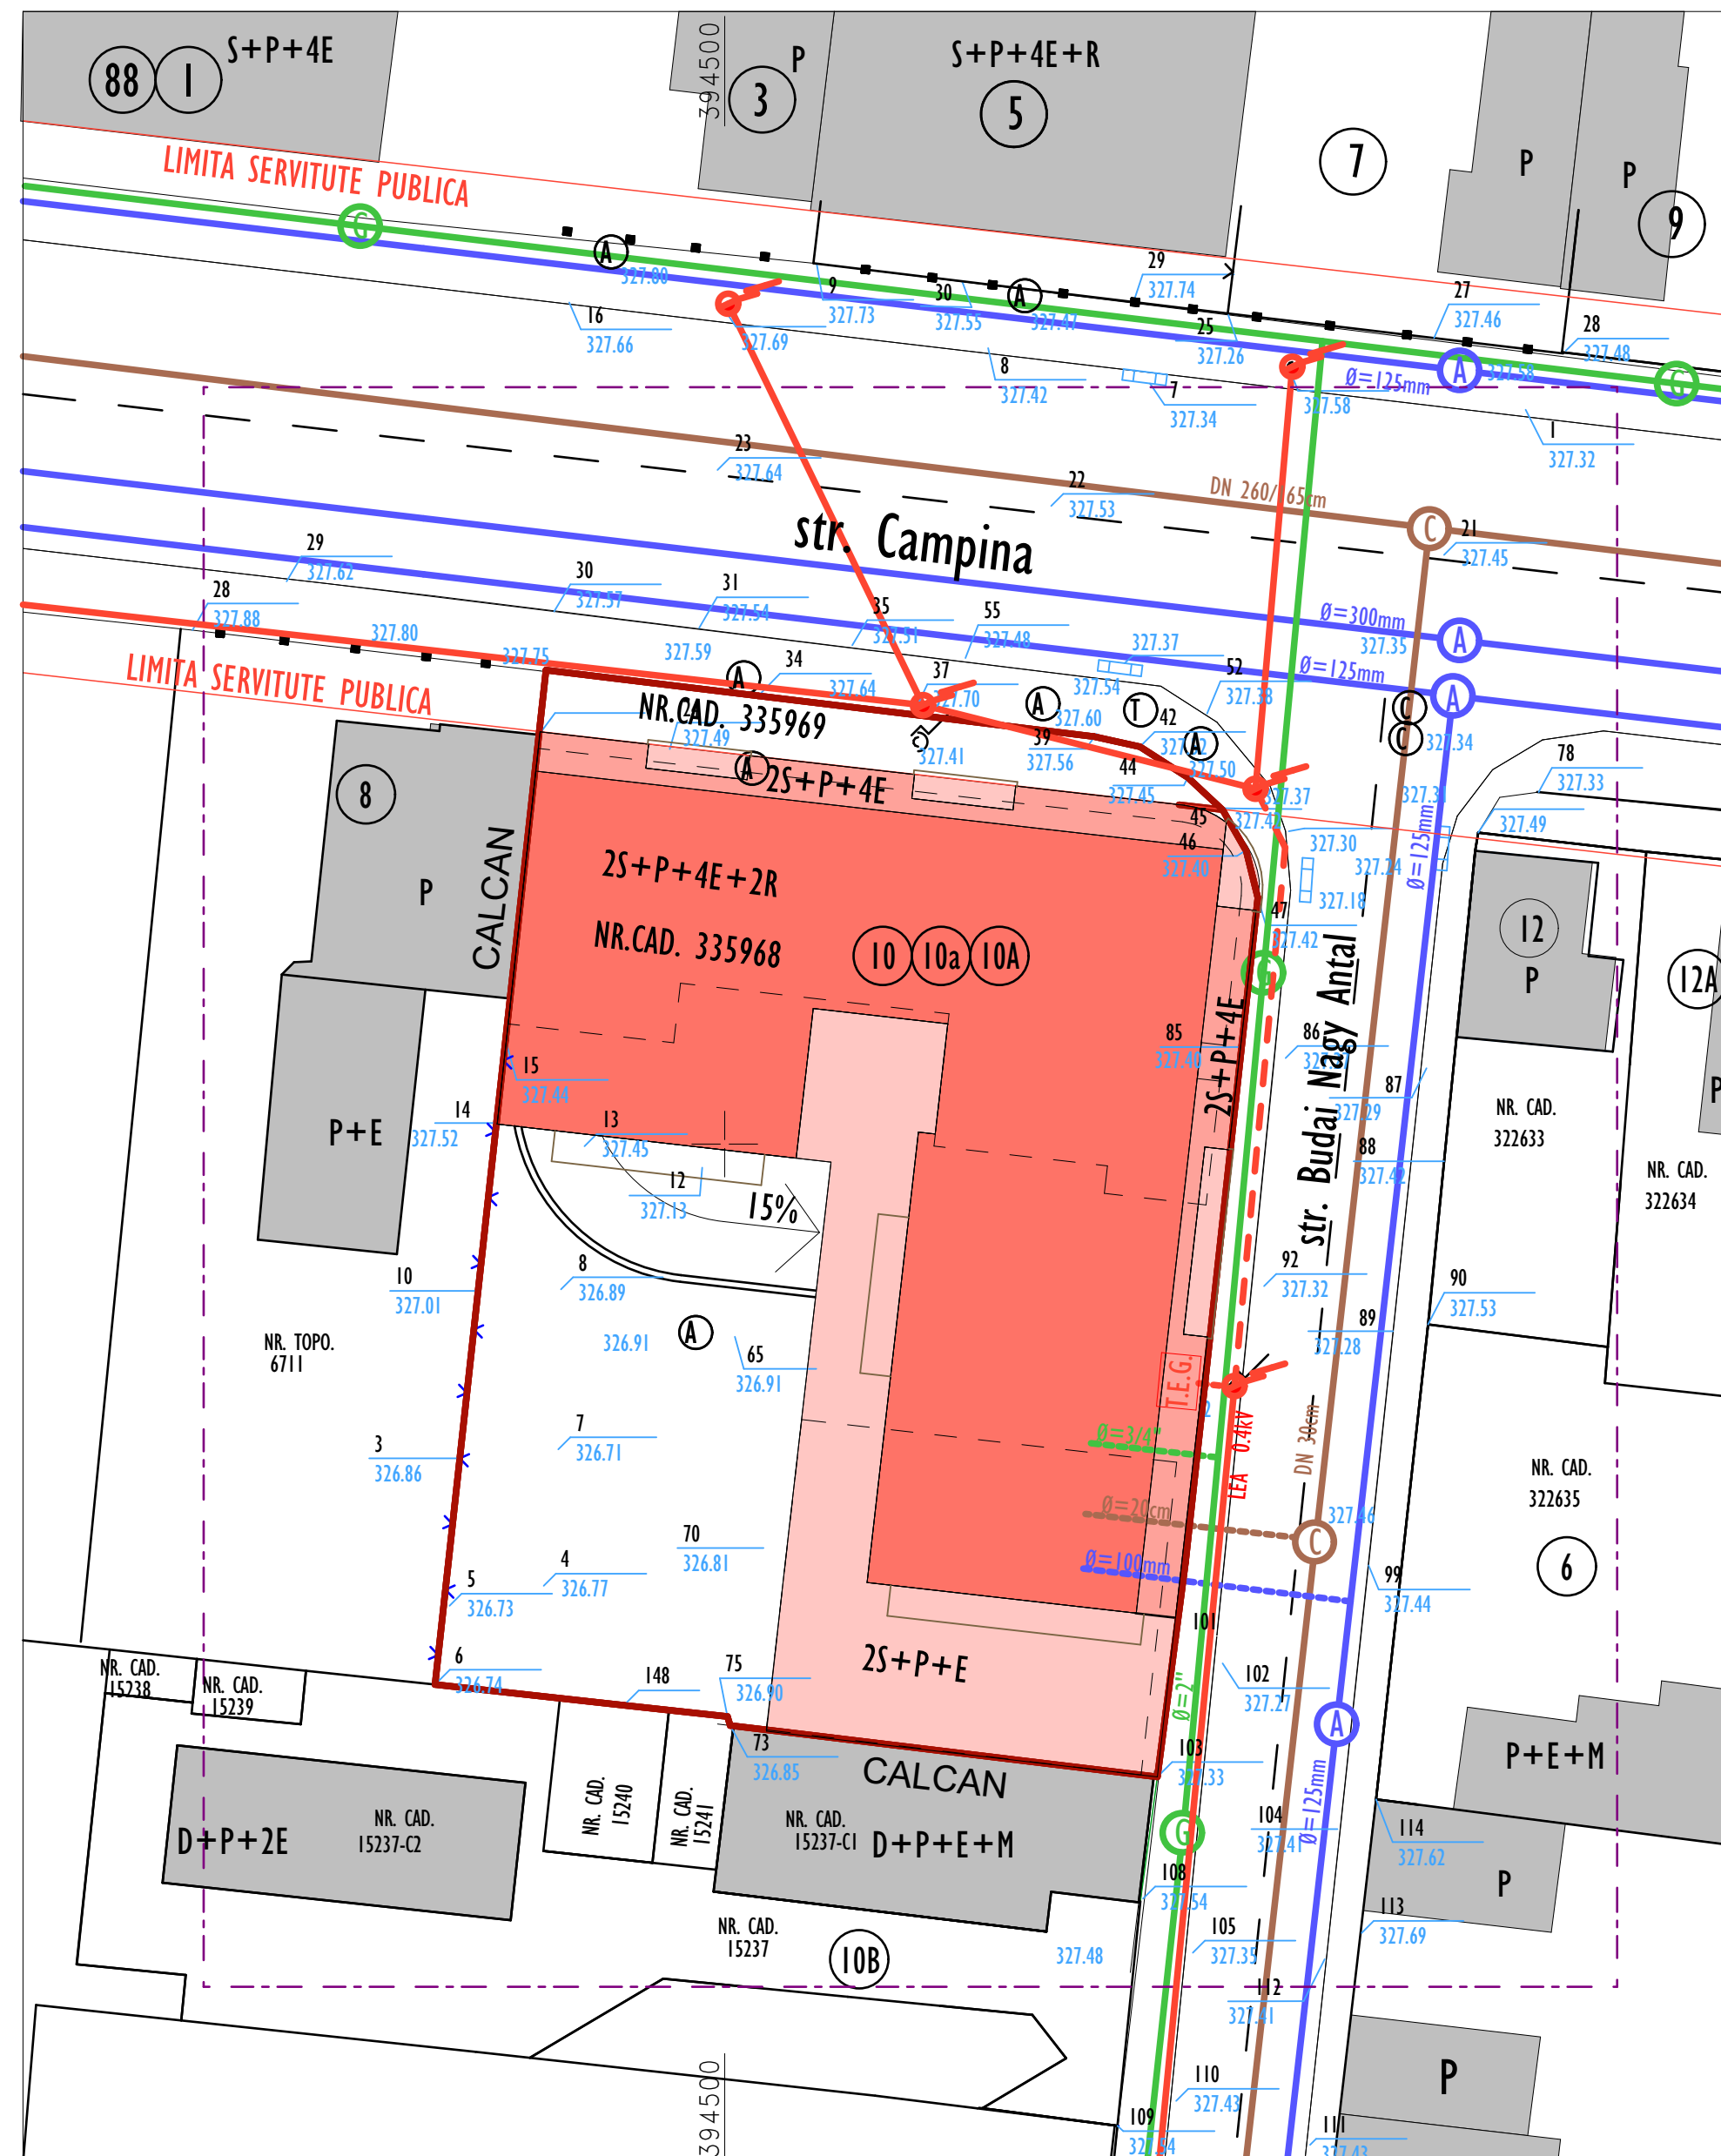 88
1
S+P+4E
394500
3
P
S+P+4E+R
5
7
P
P
9
LIMITA SERVITUTE PUBLICA
G
A
327.80
9
327.73
30
327.55
A
327.47
29
327.74
27
327.46
28
327.48
16
327.66
327.69
25
327.26
8
327.42
7
327.34
Ø=125mm
A
327.58
G
327.58
1
327.32
23
327.64
22
327.53
DN 260/165cm
C
21
327.45
str. Campina
29
327.62
30
327.57
31
327.54
35
327.51
55
327.48
28
327.88
327.80
327.75
327.59
34
327.64
37
327.70
327.37
327.54
52
327.38
Ø=300mm
327.35
A
Ø=125mm
A
LIMITA SERVITUTE PUBLICA
A
NR.CAD. 335969
327.49
327.41
A
327.60
39
327.56
T
42
A
327.50
44
327.45
C
C
327.34
78
327.33
327.49
8
A
2S+P+4E
327.37
45
46
327.40
327.30
327.24
327.18
327.31
Ø=125mm
CALCAN
P
2S+P+4E+2R
NR.CAD. 335968
10
10a
10A
47
327.42
G
12
P
12A
P
str. Budai Nagy Antal
2S+P+4E
85
327.40
86
87
327.29
88
327.42
15
327.44
14
327.52
13
327.45
12
327.13
15%
P+E
NR. CAD.
322633
NR. CAD.
322634
10
327.01
8
326.89
326.91
A
65
326.91
92
327.32
90
327.53
89
327.28
NR. TOPO.
6711
T.E.G.
LEA 0.4kV
DN 30cm
Ø=3/4"
7
326.71
3
326.86
Ø=20cm
Ø=100mm
C
327.46
NR. CAD.
322635
6
70
326.81
4
326.77
5
326.73
99
327.44
101
6
326.74
148
75
326.90
2S+P+E
Ø=2"
102
327.27
A
NR. CAD.
15238
NR. CAD.
15239
73
326.85
CALCAN
103
327.33
P+E+M
Ø=125mm
104
327.41
114
327.62
D+P+2E
NR. CAD.
15237-C2
NR. CAD.
15240
NR. CAD.
15241
NR. CAD.
15237-C1
D+P+E+M
G
108
327.54
P
113
327.69
NR. CAD.
15237
10B
327.48
105
327.35
112
327.41
394500
110
327.43
P
109
111
327.43